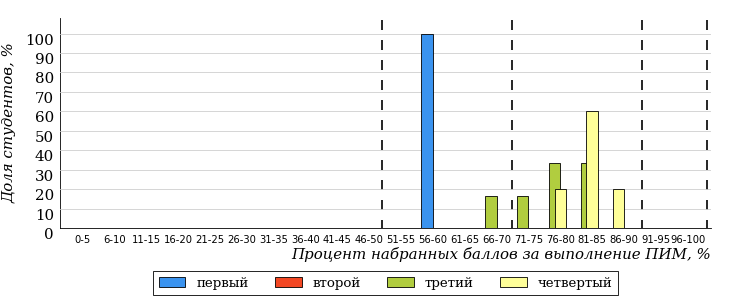 Доля студентов, %
100
90
80
70
60
50
40
30
20
10
0
0-5 6-10 11-15 16-20 21-25 26-30 31-35 36-40 41-45 46-50 51-55 56-60 61-65 66-70 71-75 76-80 81-85 86-90 91-95 96-100
Процент набранных баллов за выполнение ПИМ, %
первый второй третий четвертый